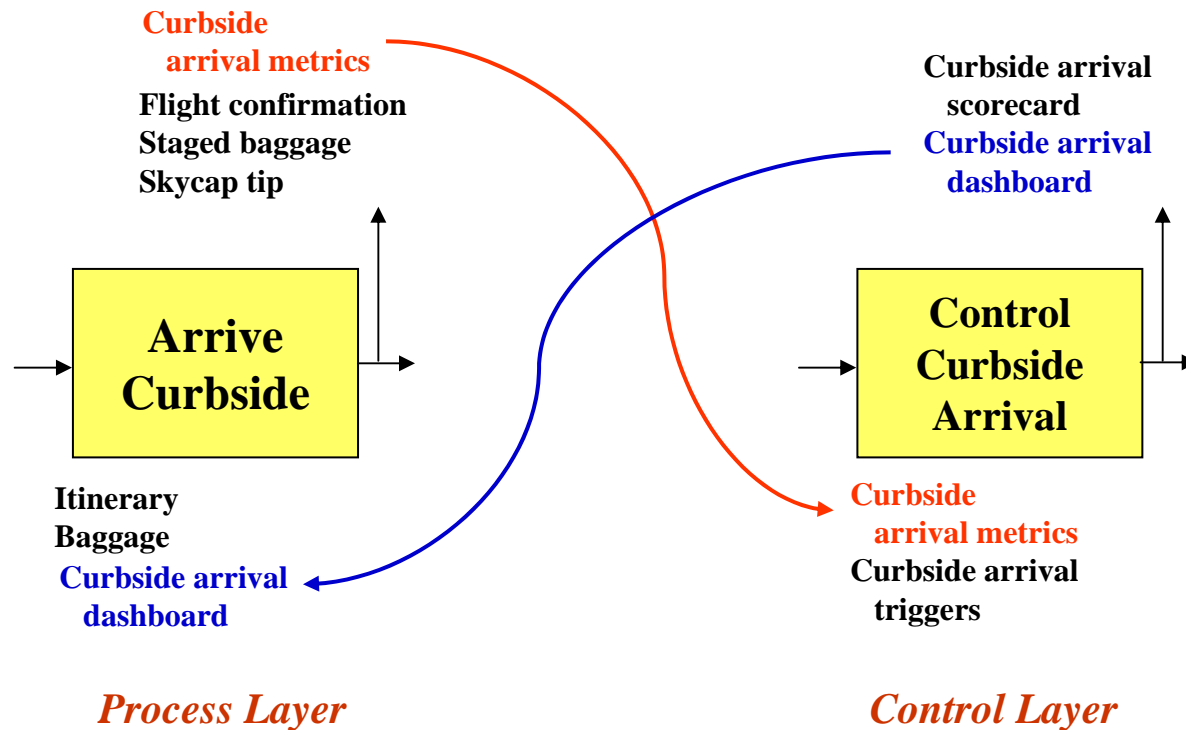 Curbside
arrival metrics
Flight confirmation
Staged baggage
Skycap tip
Curbside arrival
scorecard
Curbside arrival
dashboard
Arrive
Curbside
Control
Curbside
Arrival
Itinerary
Baggage
Curbside arrival
dashboard
Curbside
arrival metrics
Curbside arrival
triggers
Process Layer
Control Layer